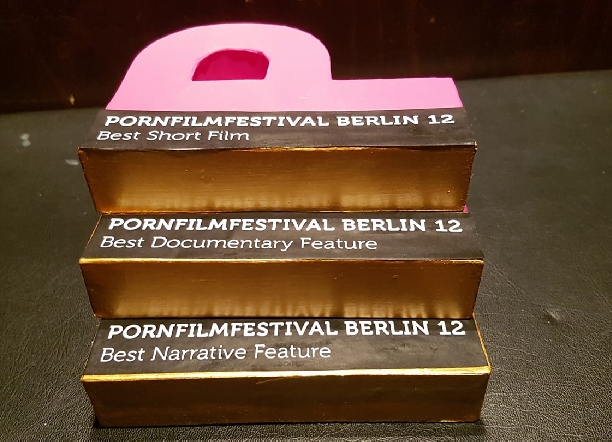 PORNFILMFESTIVAL BERLIN 12
Best Short Film
PORNFILMFESTIVAL BERLIN 12
Best Documentary Feature
PORNFILMFESTIVAL BERLIN 12
Best Narrative Feature